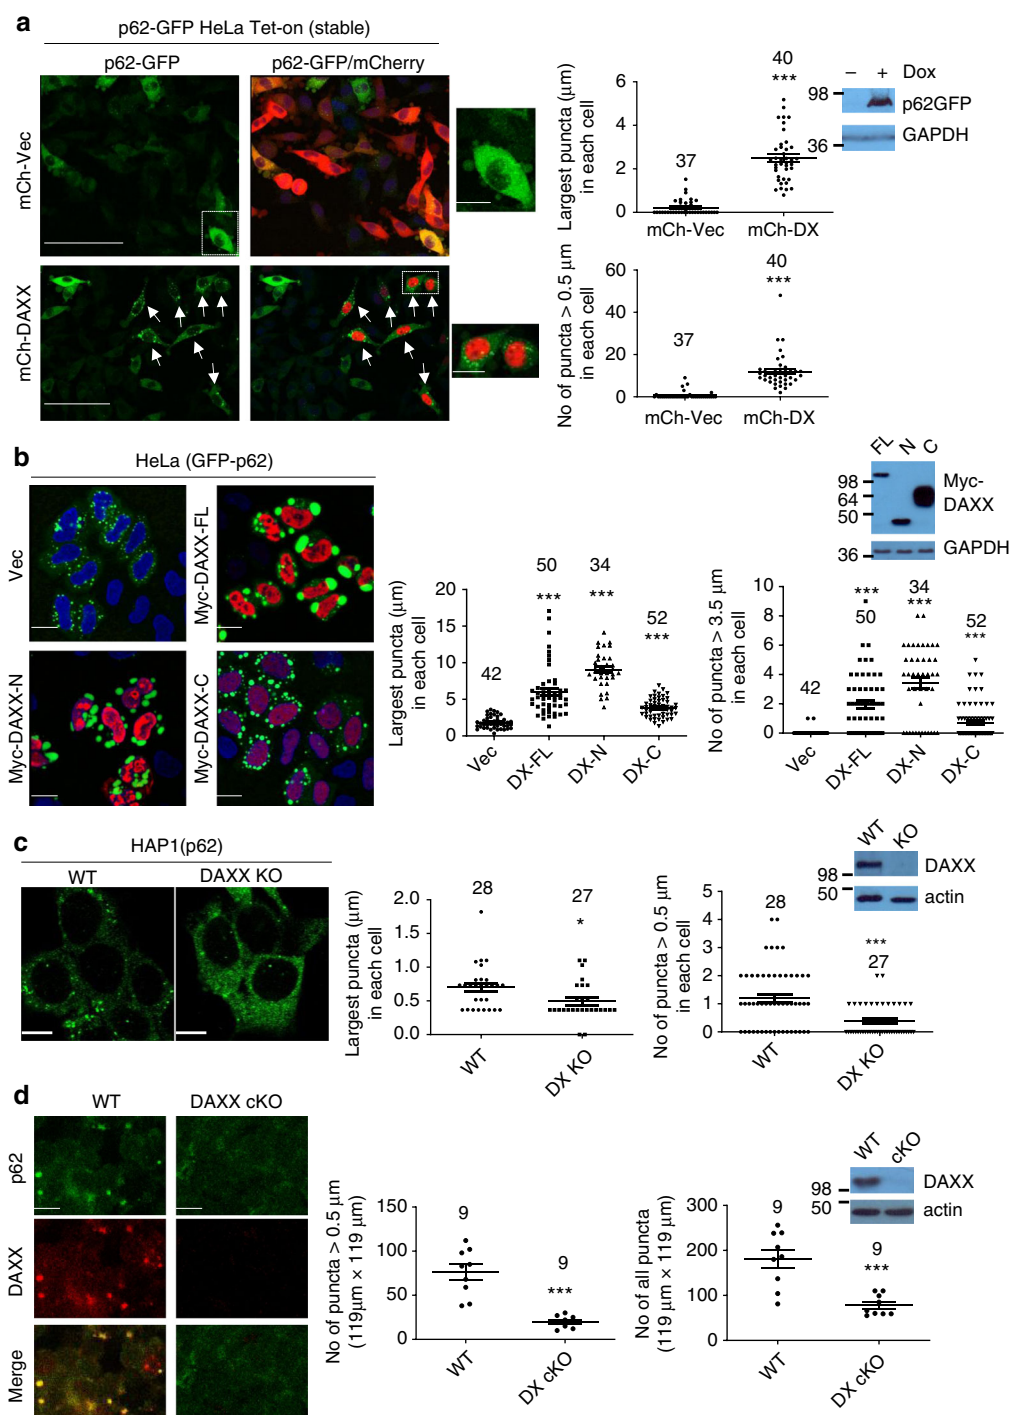 a
p62-GFP HeLa Tet-on (stable)
p62-GFP
p62-GFP/mCherry
mCh-Vec
mCh-DAXX
Largest puncta (μm)
in each cell
6
4
2
0
37
40
***
mCh-Vec
mCh-DX
− + Dox
98
36
p62GFP
GAPDH
No of puncta > 0.5 μm
in each cell
60
40
20
0
37
40
***
mCh-Vec
mCh-DX
b
HeLa (GFP-p62)
Vec
Myc-DAXX-FL
Myc-DAXX-N
Myc-DAXX-C
Largest puncta (μm)
in each cell
20
15
10
5
0
42
50
***
34
***
52
***
Vec
DX-FL
DX-N
DX-C
FL N C
98
64
50
36
Myc-
DAXX
GAPDH
No of puncta > 3.5 μm
in each cell
10
8
6
4
2
0
42
***
50
34
***
52
***
Vec
DX-FL
DX-N
DX-C
c
HAP1(p62)
WT
DAXX KO
Largest puncta (μm)
in each cell
2.0
1.5
1.0
0.5
0.0
28
27
*
WT
DX KO
WT KO
98
50
DAXX
actin
No of puncta > 0.5 μm
in each cell
5
4
3
2
1
0
28
***
27
WT
DX KO
d
WT
DAXX cKO
p62
DAXX
Merge
No of puncta > 0.5 μm
(119μm × 119 μm)
150
100
50
0
9
9
***
WT
DX cKO
WT cKO
98
50
DAXX
actin
No of all puncta
(119 μm × 119 μm)
300
200
100
0
9
9
***
WT
DX cKO